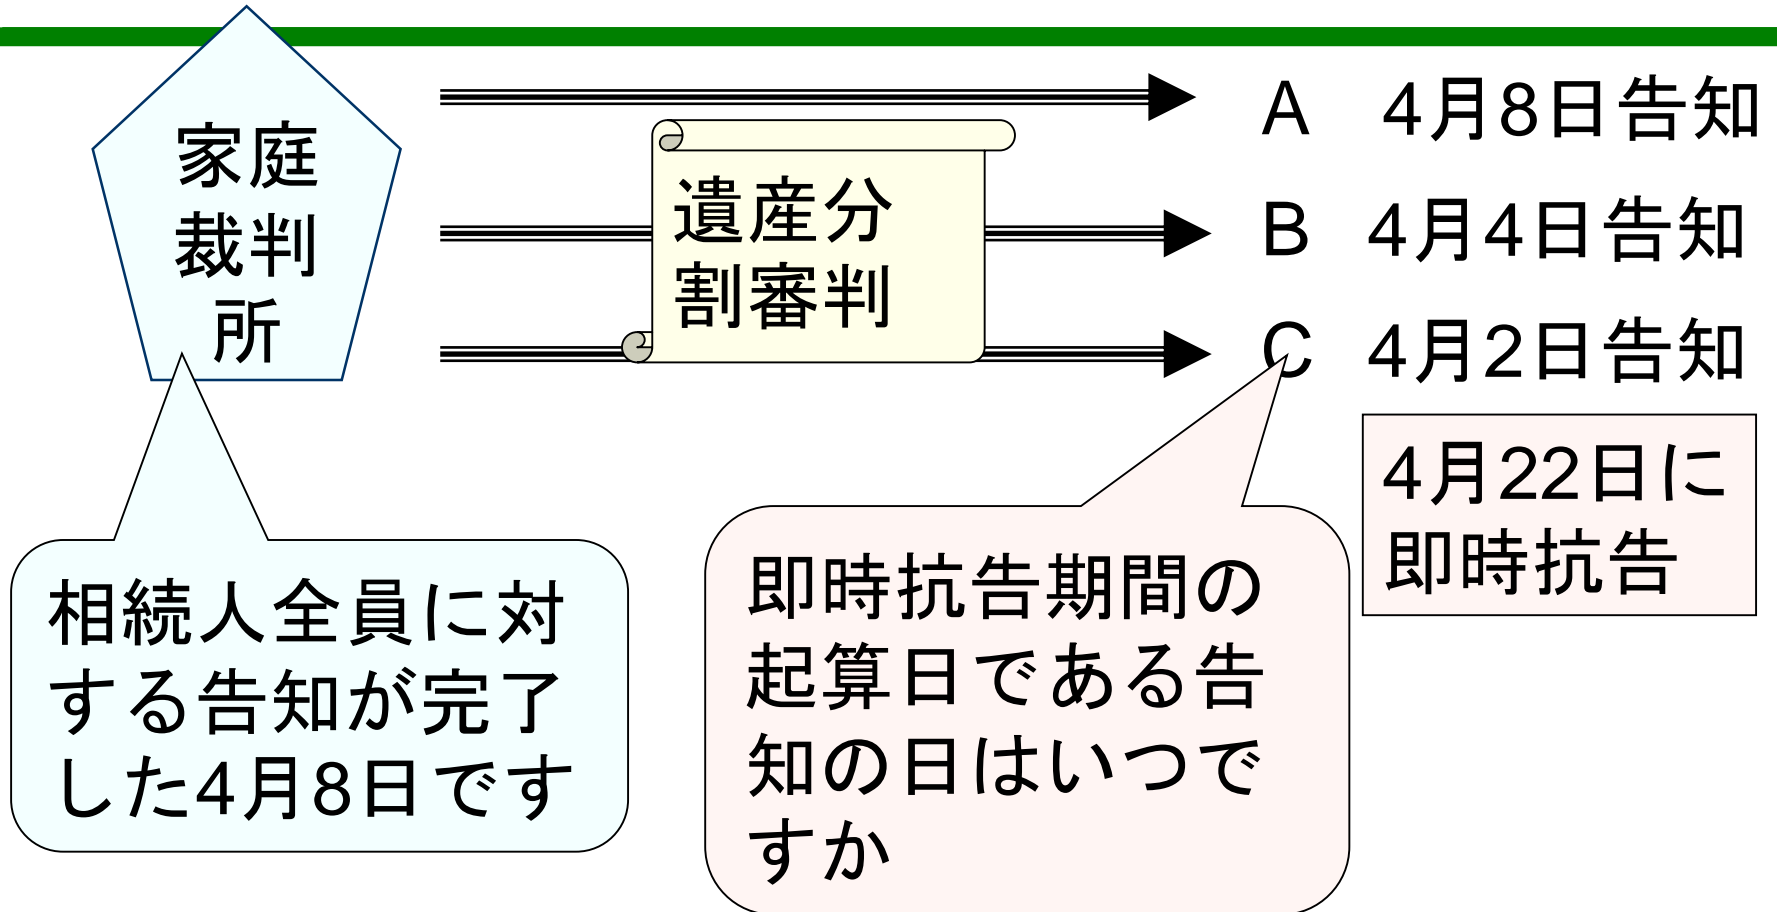 家庭
裁判
所
遺産分
割審判
A 4月8日告知
B 4月4日告知
C 4月2日告知
4月22日に
即時抗告
相続人全員に対
する告知が完了
した4月8日です
即時抗告期間の
起算日である告
知の日はいつで
すか